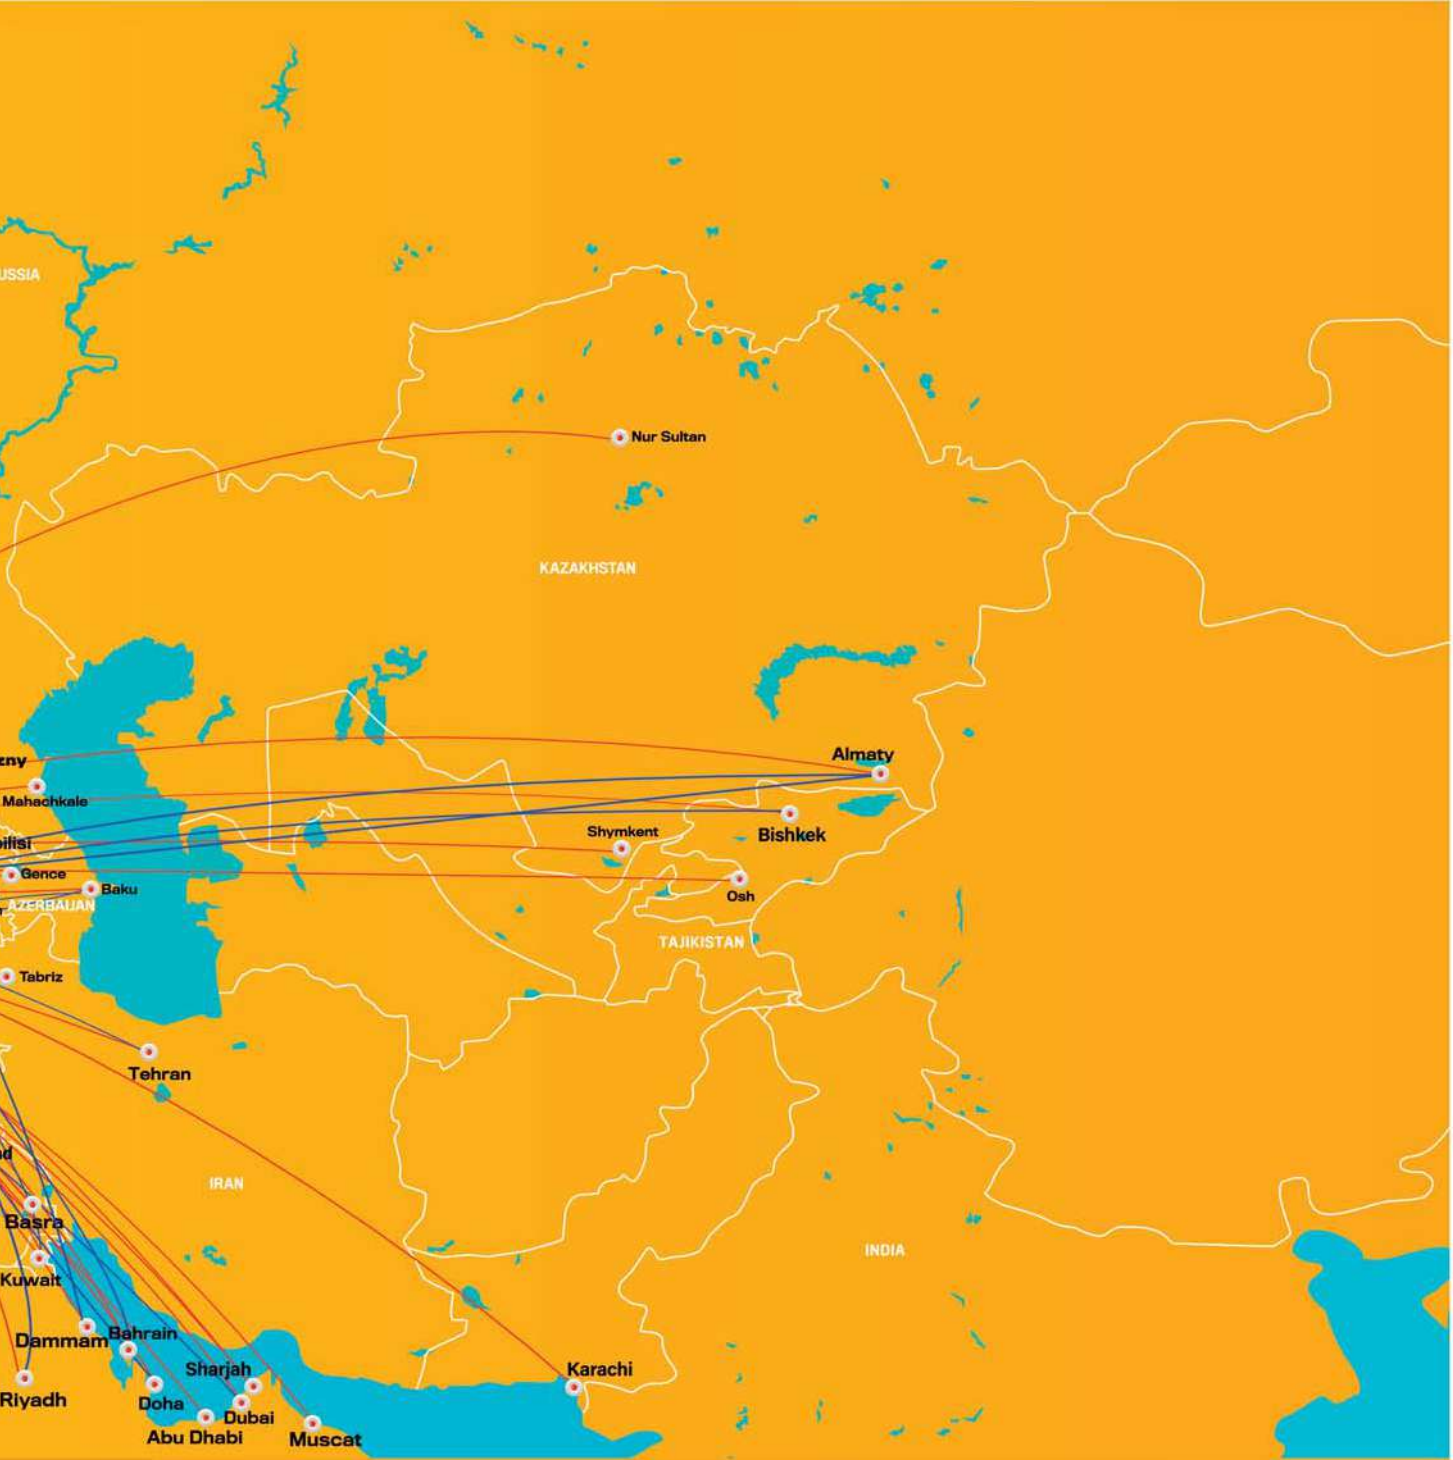 USSIA
Nur Sultan
KAZAKHSTAN
Almaty
zny
Mahachkale
Bishkek
Shymkent
ilisi
Gence
Baku
AZERBAIJAN
Osh
TAJIKISTAN
Tabriz
Tehran
IRAN
Basra
INDIA
Kuwait
Dammam
Bahrain
Sharjah
Karachi
Riyadh
Doha
Dubai
Abu Dhabi
Muscat